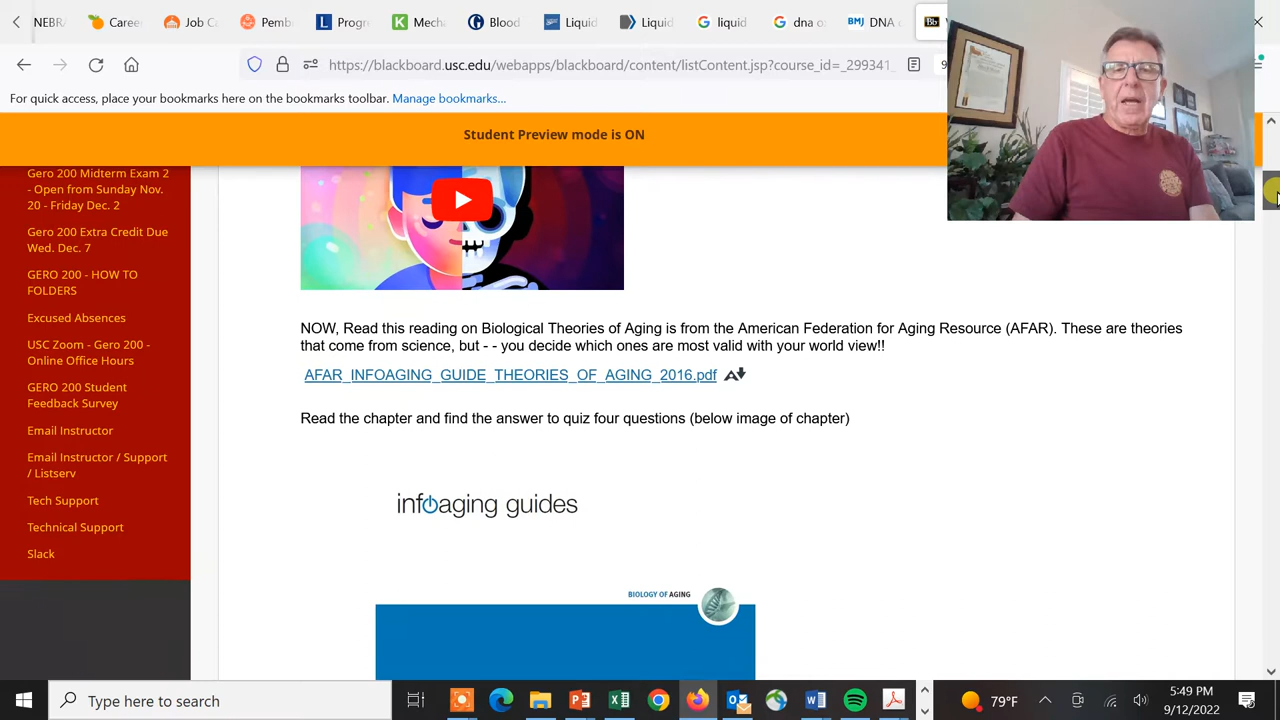 NEBR
Career
Job C
Pemb
Progr
Mecha
Blood
Liquid
Liquid
liquid
dna o
BMJ DNA
Bb
https://blackboard.usc.edu/webapps/blackboard/content/listContent.jsp?course_id=_299341_
9
For quick access, place your bookmarks here on the bookmarks toolbar. Manage bookmarks...
Student Preview mode is ON
Gero 200 Midterm Exam 2
- Open from Sunday Nov.
20 - Friday Dec. 2
Gero 200 Extra Credit Due
Wed. Dec. 7
GERO 200 - HOW TO
FOLDERS
Excused Absences
USC Zoom - Gero 200 -
Online Office Hours
GERO 200 Student
Feedback Survey
Email Instructor
Email Instructor / Support
/ Listserv
Tech Support
Technical Support
Slack
NOW, Read this reading on Biological Theories of Aging is from the American Federation for Aging Resource (AFAR). These are theories
that come from science, but - - you decide which ones are most valid with your world view!!
AFAR_INFOAGING_GUIDE_THEORIES_OF_AGING_2016.pdf
Read the chapter and find the answer to quiz four questions (below image of chapter)
infoaging guides
BIOLOGY OF AGING
Type here to search
79°F
5:49 PM
9/12/2022